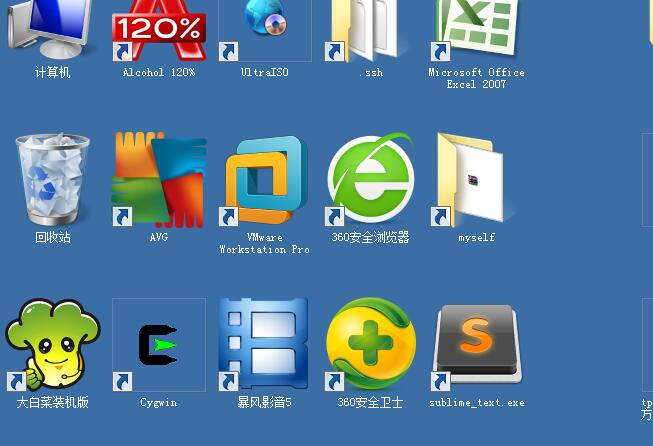 120%
计算机
Alcohol 120%
UltraISO
.ssh
Microsoft Office
Excel 2007
回收站
AVG
VMware
Workstation Pro
360安全浏览器
myself
大白菜装机版
Cygwin
暴风影音5
360安全卫士
S
sublime_text.exe
tp
方